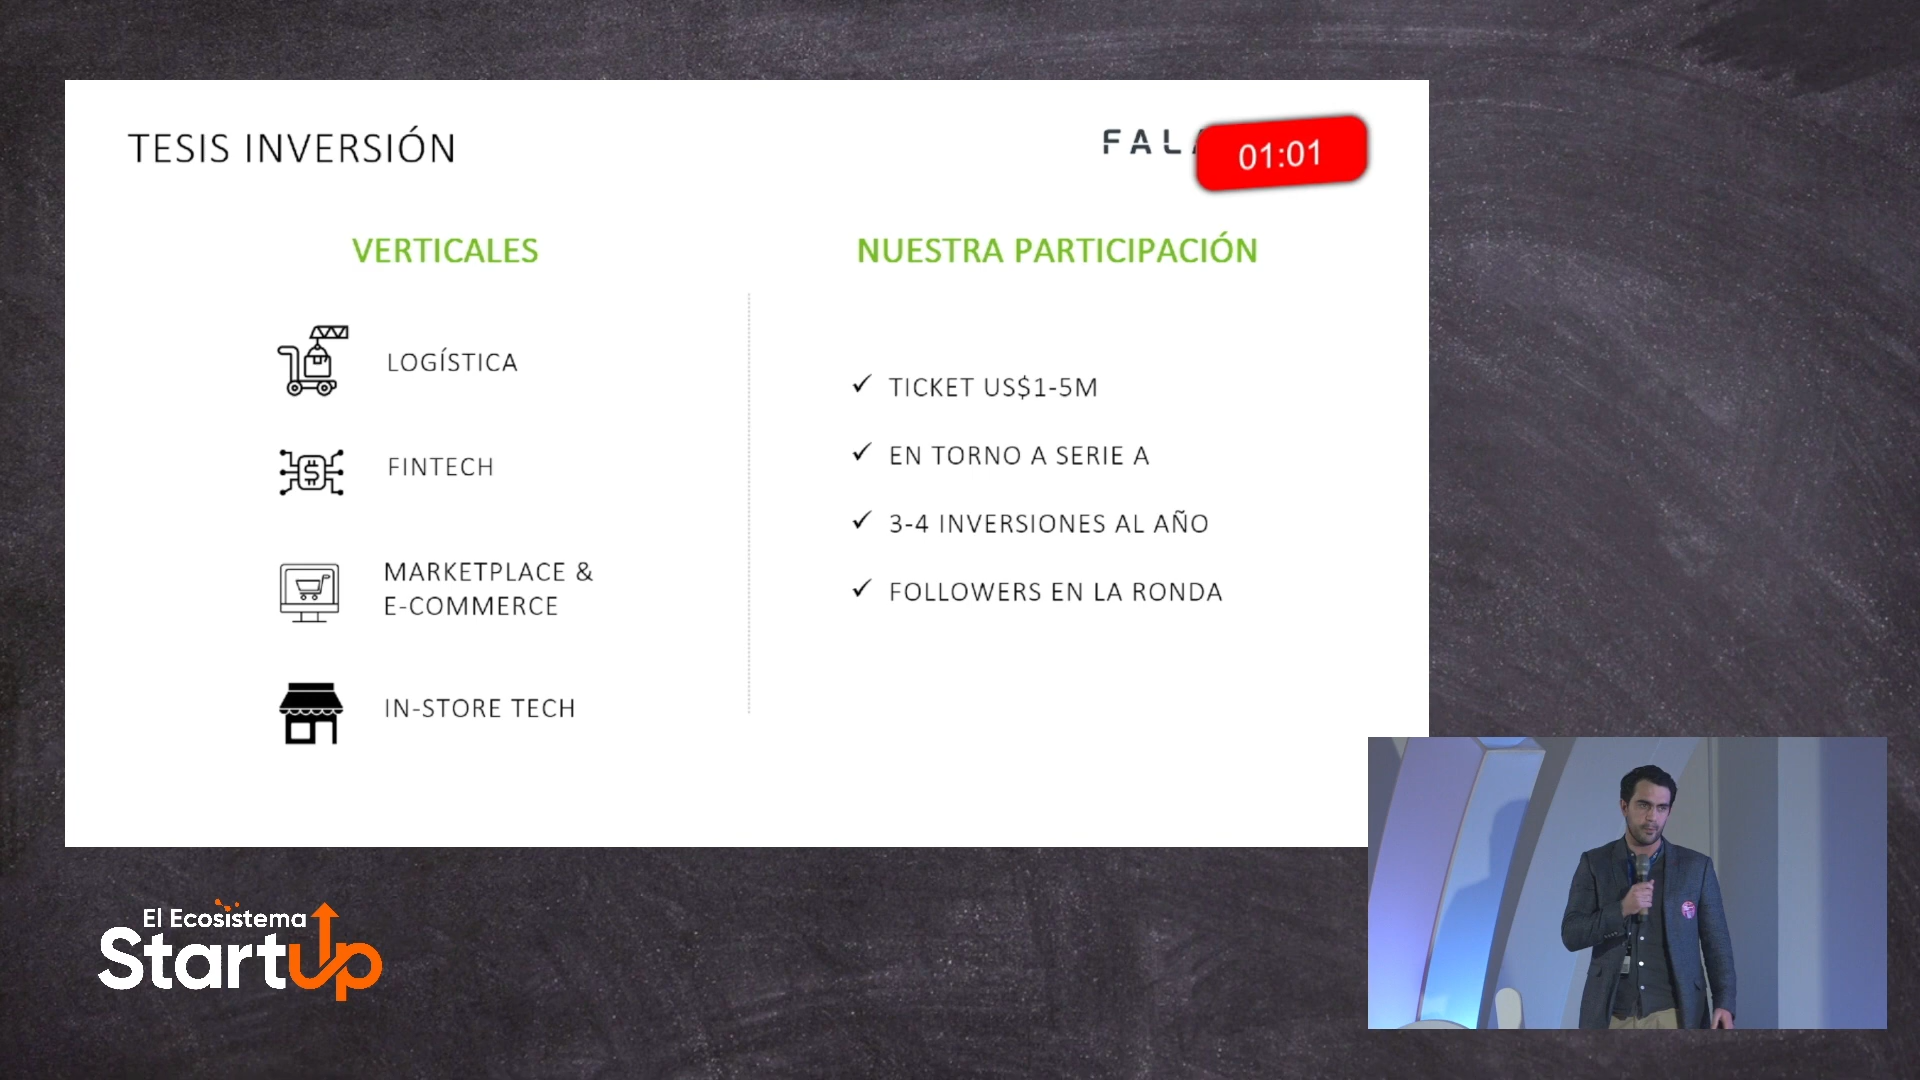 TESIS INVERSIÓN
01:01
VERTICALES
LOGÍSTICA
FINTECH
MARKETPLACE &
E-COMMERCE
IN-STORE TECH
NUESTRA PARTICIPACIÓN
✓ TICKET US$1-5M
✓ EN TORNO A SERIE A
✓ 3-4 INVERSIONES AL AÑO
✓ FOLLOWERS EN LA RONDA
El Ecosistema
StartUp